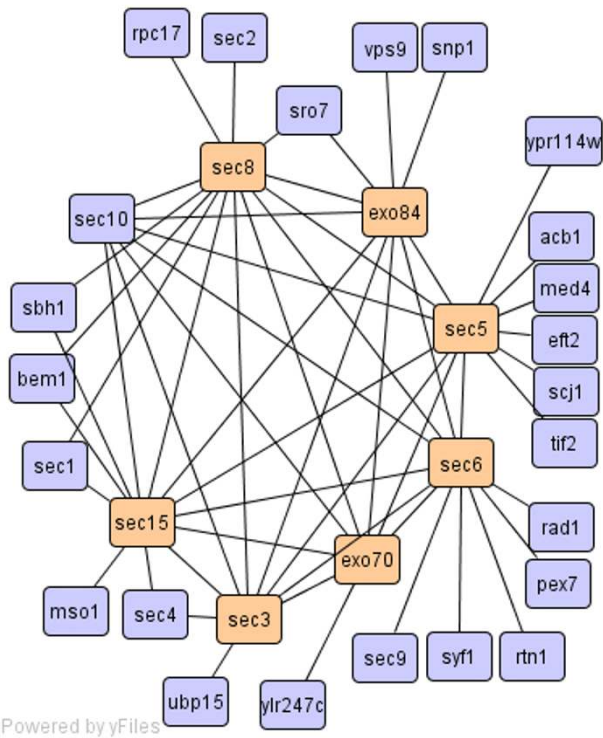 rpc17
sec2
vps9
snp1
sro7
ypr114w
sec8
sec10
exo84
acb1
med4
sbh1
sec5
eft2
bem1
scj1
tif2
sec1
sec6
sec15
rad1
exo70
pex7
mso1
sec4
sec3
sec9
syf1
rtn1
ubp15
ylr247c
Powered by yFiles